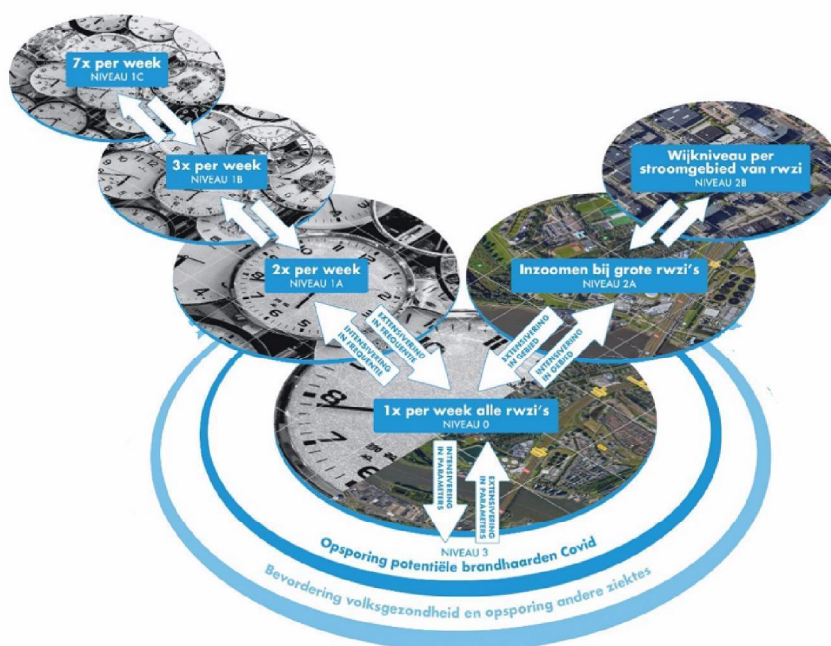 7x per week
NIVEAU 1C
3x per week
NIVEAU 1B
2x per week
NIVEAU 1A
Wijkniveau per
stroomgebied van rwzi
NIVEAU 2B
Inzoomen bij grote rwzi's
NIVEAU 2A
EXTENSIVERING
IN FREQUENTIE
INTENSIVERING
IN FREQUENTIE
EXTENSIVERING
IN GEBIED
INTENSIVERING
IN GEBIED
1x per week alle rwzi's
NIVEAU 0
INTENSIVERING
IN PARAMETERS
EXTENSIVERING
IN PARAMETERS
NIVEAU 3
Opsporing potentiële brandhaarden Covid
Bevordering volksgezondheid en opsporing andere ziektes